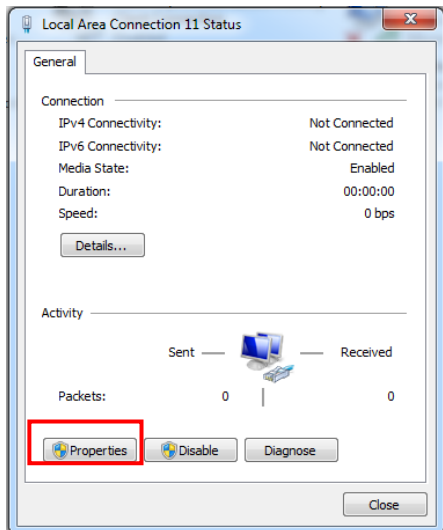 Local Area Connection 11 Status
General
Connection
IPv4 Connectivity: Not Connected
IPv6 Connectivity: Not Connected
Media State: Enabled
Duration: 00:00:00
Speed: 0 bps
Details...
Activity
Sent Received
Packets: 0 0
Properties Disable Diagnose
Close